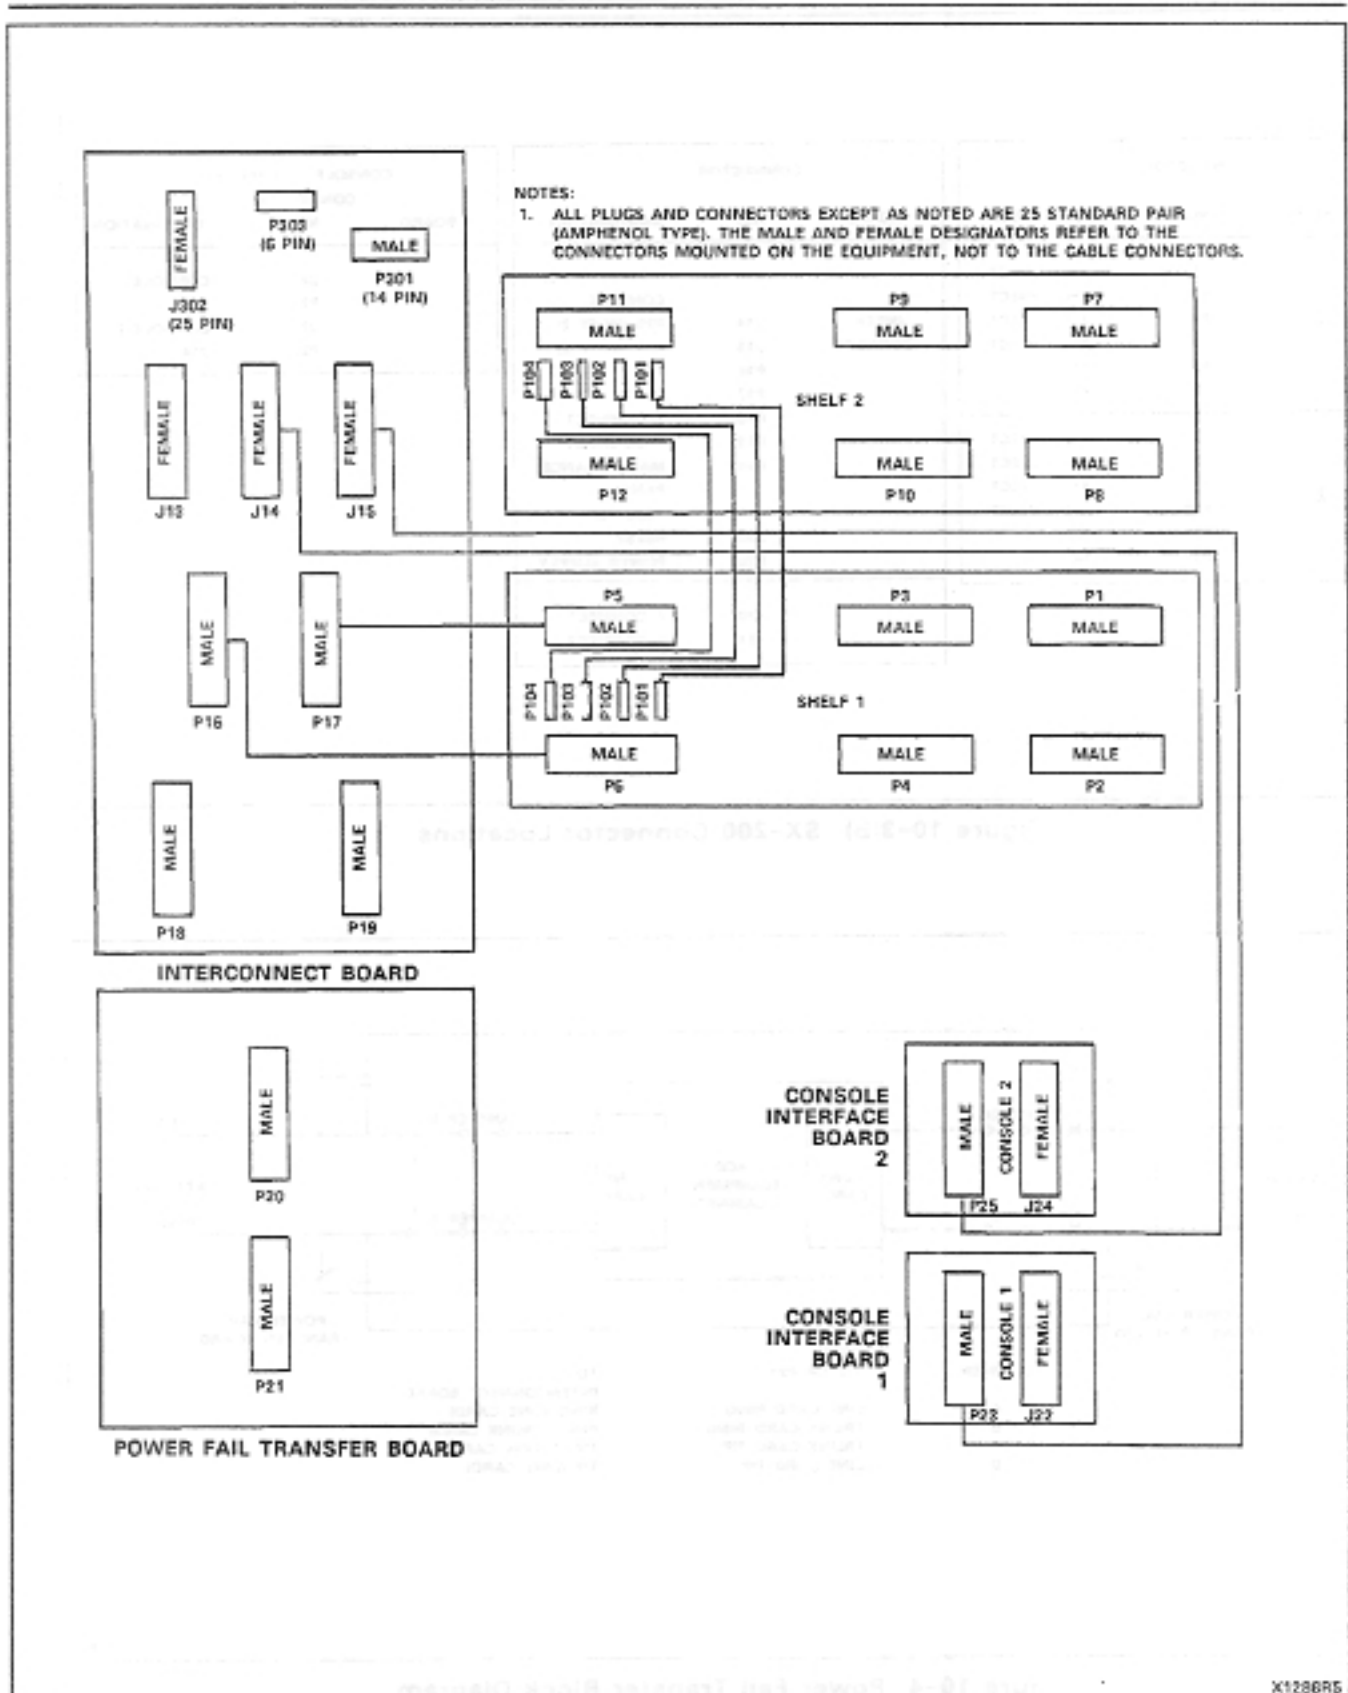 NOTES:
1. ALL PLUGS AND CONNECTORS EXCEPT AS NOTED ARE 25 STANDARD PAIR
(AMPHENOL TYPE). THE MALE AND FEMALE DESIGNATORS REFER TO THE
CONNECTORS MOUNTED ON THE EQUIPMENT, NOT TO THE CABLE CONNECTORS.
FEMALE
J302
(25 PIN)
P303
(6 PIN)
MALE
P301
(14 PIN)
FEMALE
J13
FEMALE
J14
FEMALE
J15
MALE
P16
MALE
P17
MALE
P18
MALE
P19
INTERCONNECT BOARD
P11
MALE
P9
MALE
P7
MALE
P104
P103
P102
P101
SHELF 2
MALE
P12
MALE
P10
MALE
P8
P5
MALE
P3
MALE
P1
MALE
P104
P103
P102
P101
SHELF 1
MALE
P6
MALE
P4
MALE
P2
MALE
P20
MALE
P21
POWER FAIL TRANSFER BOARD
CONSOLE
INTERFACE
BOARD
2
MALE
CONSOLE 2
FEMALE
P25
J24
CONSOLE
INTERFACE
BOARD
1
MALE
CONSOLE 1
FEMALE
P23
J22
X1286R5